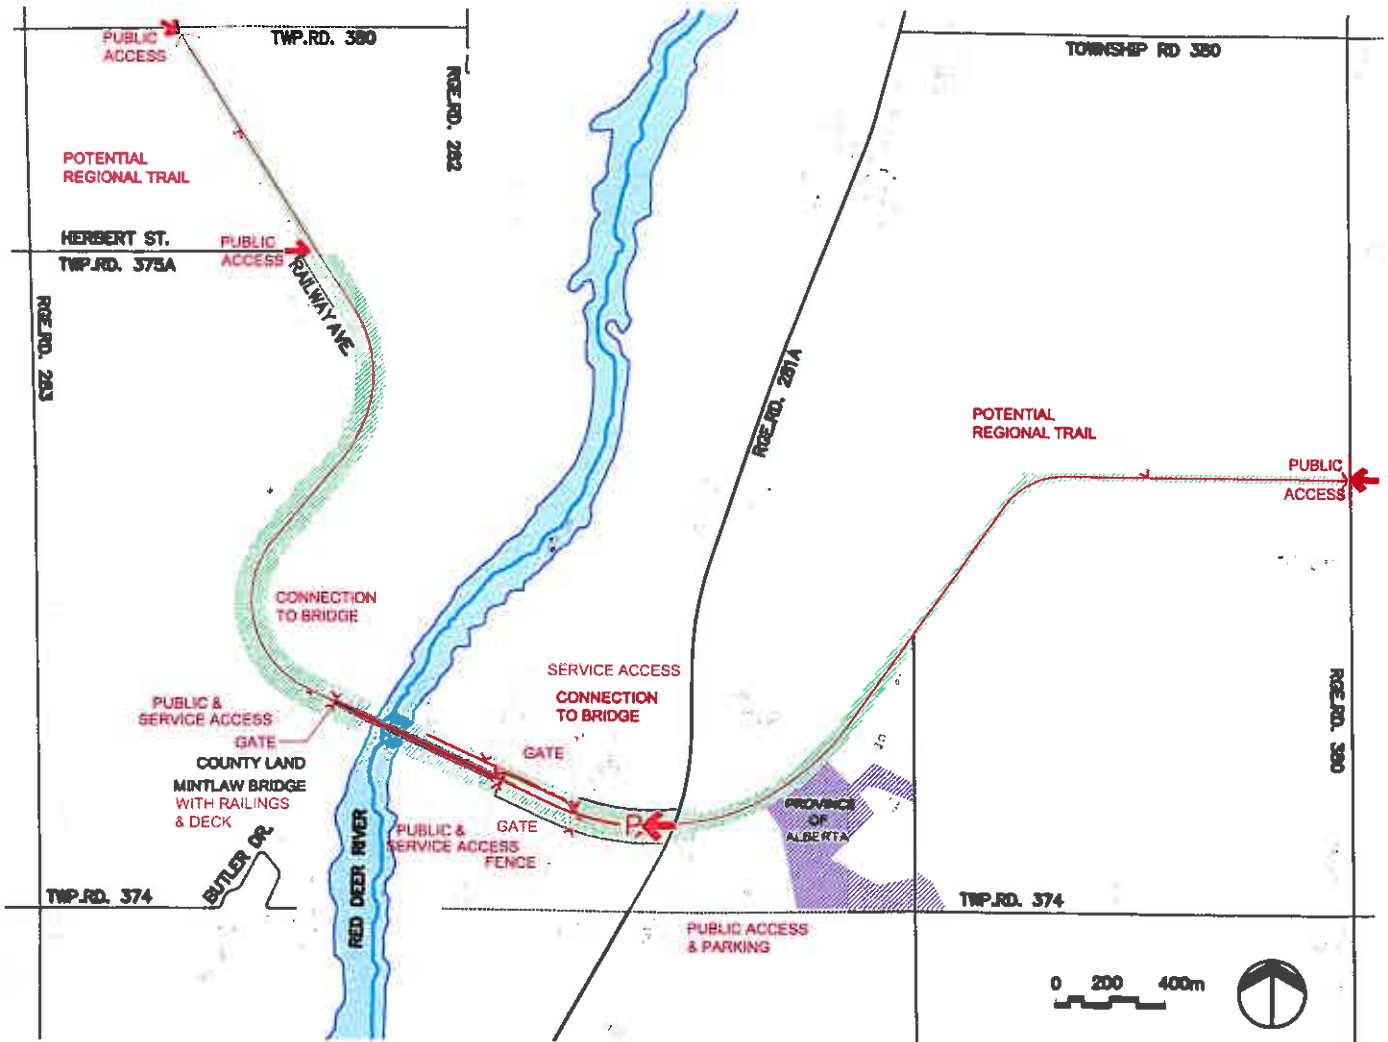 PUBLIC
ACCESS
TWP.RD. 380
TOWNSHIP RD 380
RGE.RD. 282
POTENTIAL
REGIONAL TRAIL
HERBERT ST.
TWP.RD. 375A
PUBLIC
ACCESS
RAILWAY AVE.
RGE.RD. 283
RGE.RD. 281A
POTENTIAL
REGIONAL TRAIL
PUBLIC
ACCESS
CONNECTION
TO BRIDGE
SERVICE ACCESS
CONNECTION
TO BRIDGE
PUBLIC &
SERVICE ACCESS
GATE
GATE
COUNTY LAND
MINTLAW BRIDGE
WITH RAILINGS
& DECK
RGE.RD. 380
PROVINCE
OF
ALBERTA
P
GATE
PUBLIC &
SERVICE ACCESS
FENCE
BUTLER DR.
RED DEER RIVER
TWP.RD. 374
TWP.RD. 374
PUBLIC ACCESS
& PARKING
0 200 400m